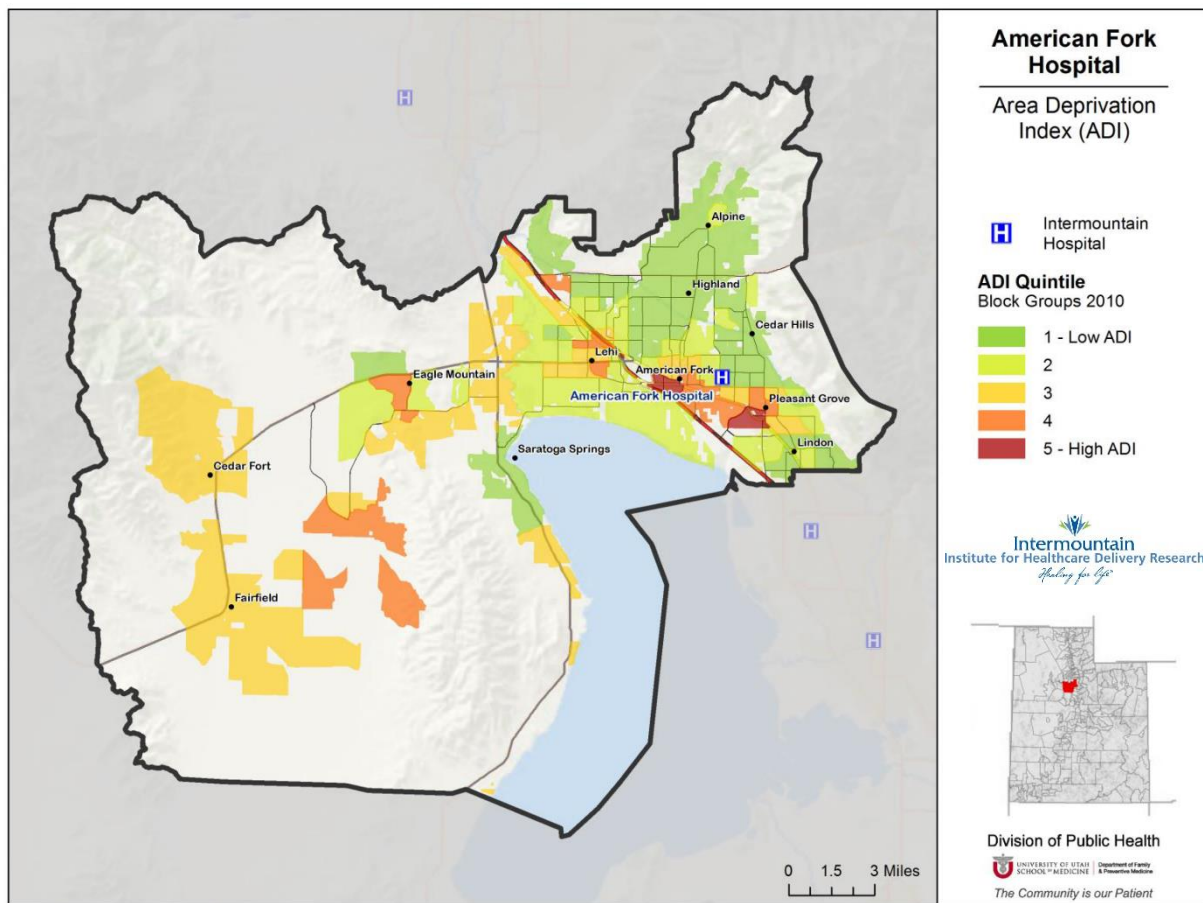 H
Alpine
Highland
Cedar Hills
Lehi
American Fork
H
American Fork Hospital
Eagle Mountain
Pleasant Grove
Lindon
Saratoga Springs
Cedar Fort
H
Fairfield
H
0 1.5 3 Miles
American Fork
Hospital
Area Deprivation
Index (ADI)
H Intermountain
Hospital
ADI Quintile
Block Groups 2010
1 - Low ADI
2
3
4
5 - High ADI
Intermountain
Institute for Healthcare Delivery Research
Healing for life™
Division of Public Health
U UNIVERSITY OF UTAH
SCHOOL OF MEDICINE
Department of Family
& Preventive Medicine
The Community is our Patient